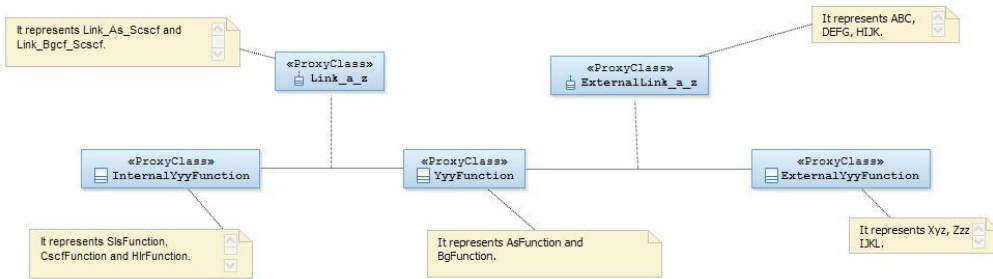 It represents Link_As_Scscf and
Link_Bgcf_Scscf.
It represents ABC,
DEFG, HIJK.
«ProxyClass»
Link_a_z
«ProxyClass»
ExternalLink_a_z
«ProxyClass»
InternalYyyFunction
«ProxyClass»
YyyFunction
«ProxyClass»
ExternalYyyFunction
It represents SlsFunction,
CscfFunction and HlrFunction.
It represents AsFunction and
BgFunction.
It represents Xyz, Zzz
IJKL.